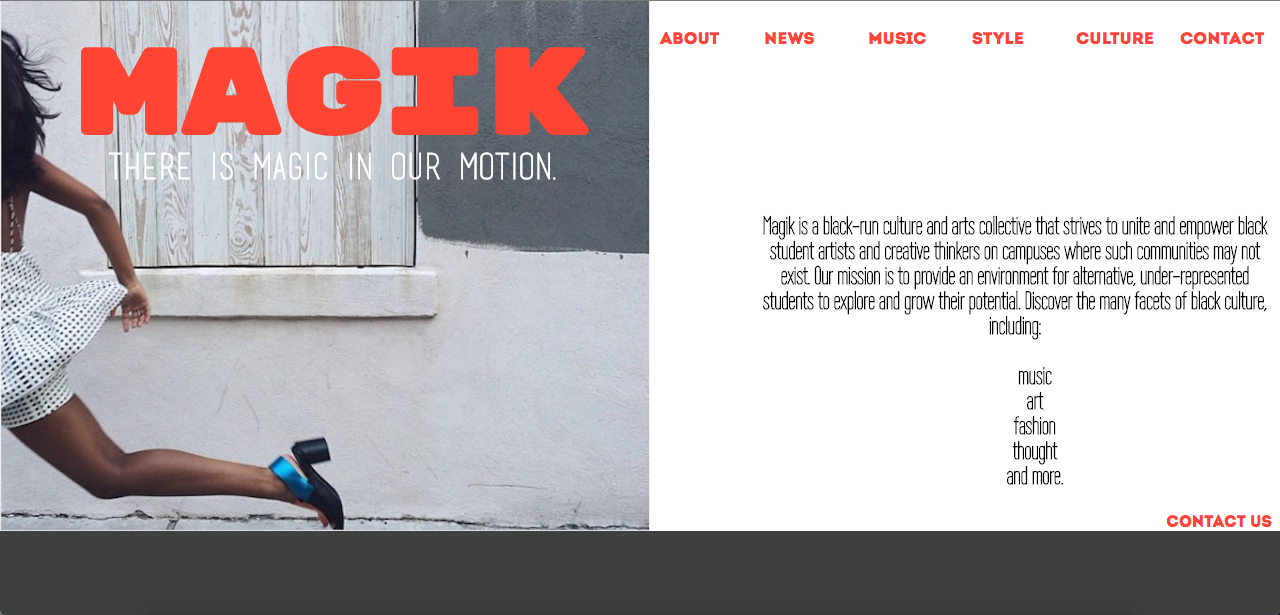 MAGIK
THERE IS MAGIC IN OUR MOTION.
ABOUT NEWS MUSIC STYLE CULTURE CONTACT
Magik is a black-run culture and arts collective that strives to unite and empower black
student artists and creative thinkers on campuses where such communities may not
exist. Our mission is to provide an environment for alternative, under-represented
students to explore and grow their potential. Discover the many facets of black culture,
including:
music
art
fashion
thought
and more.
CONTACT US